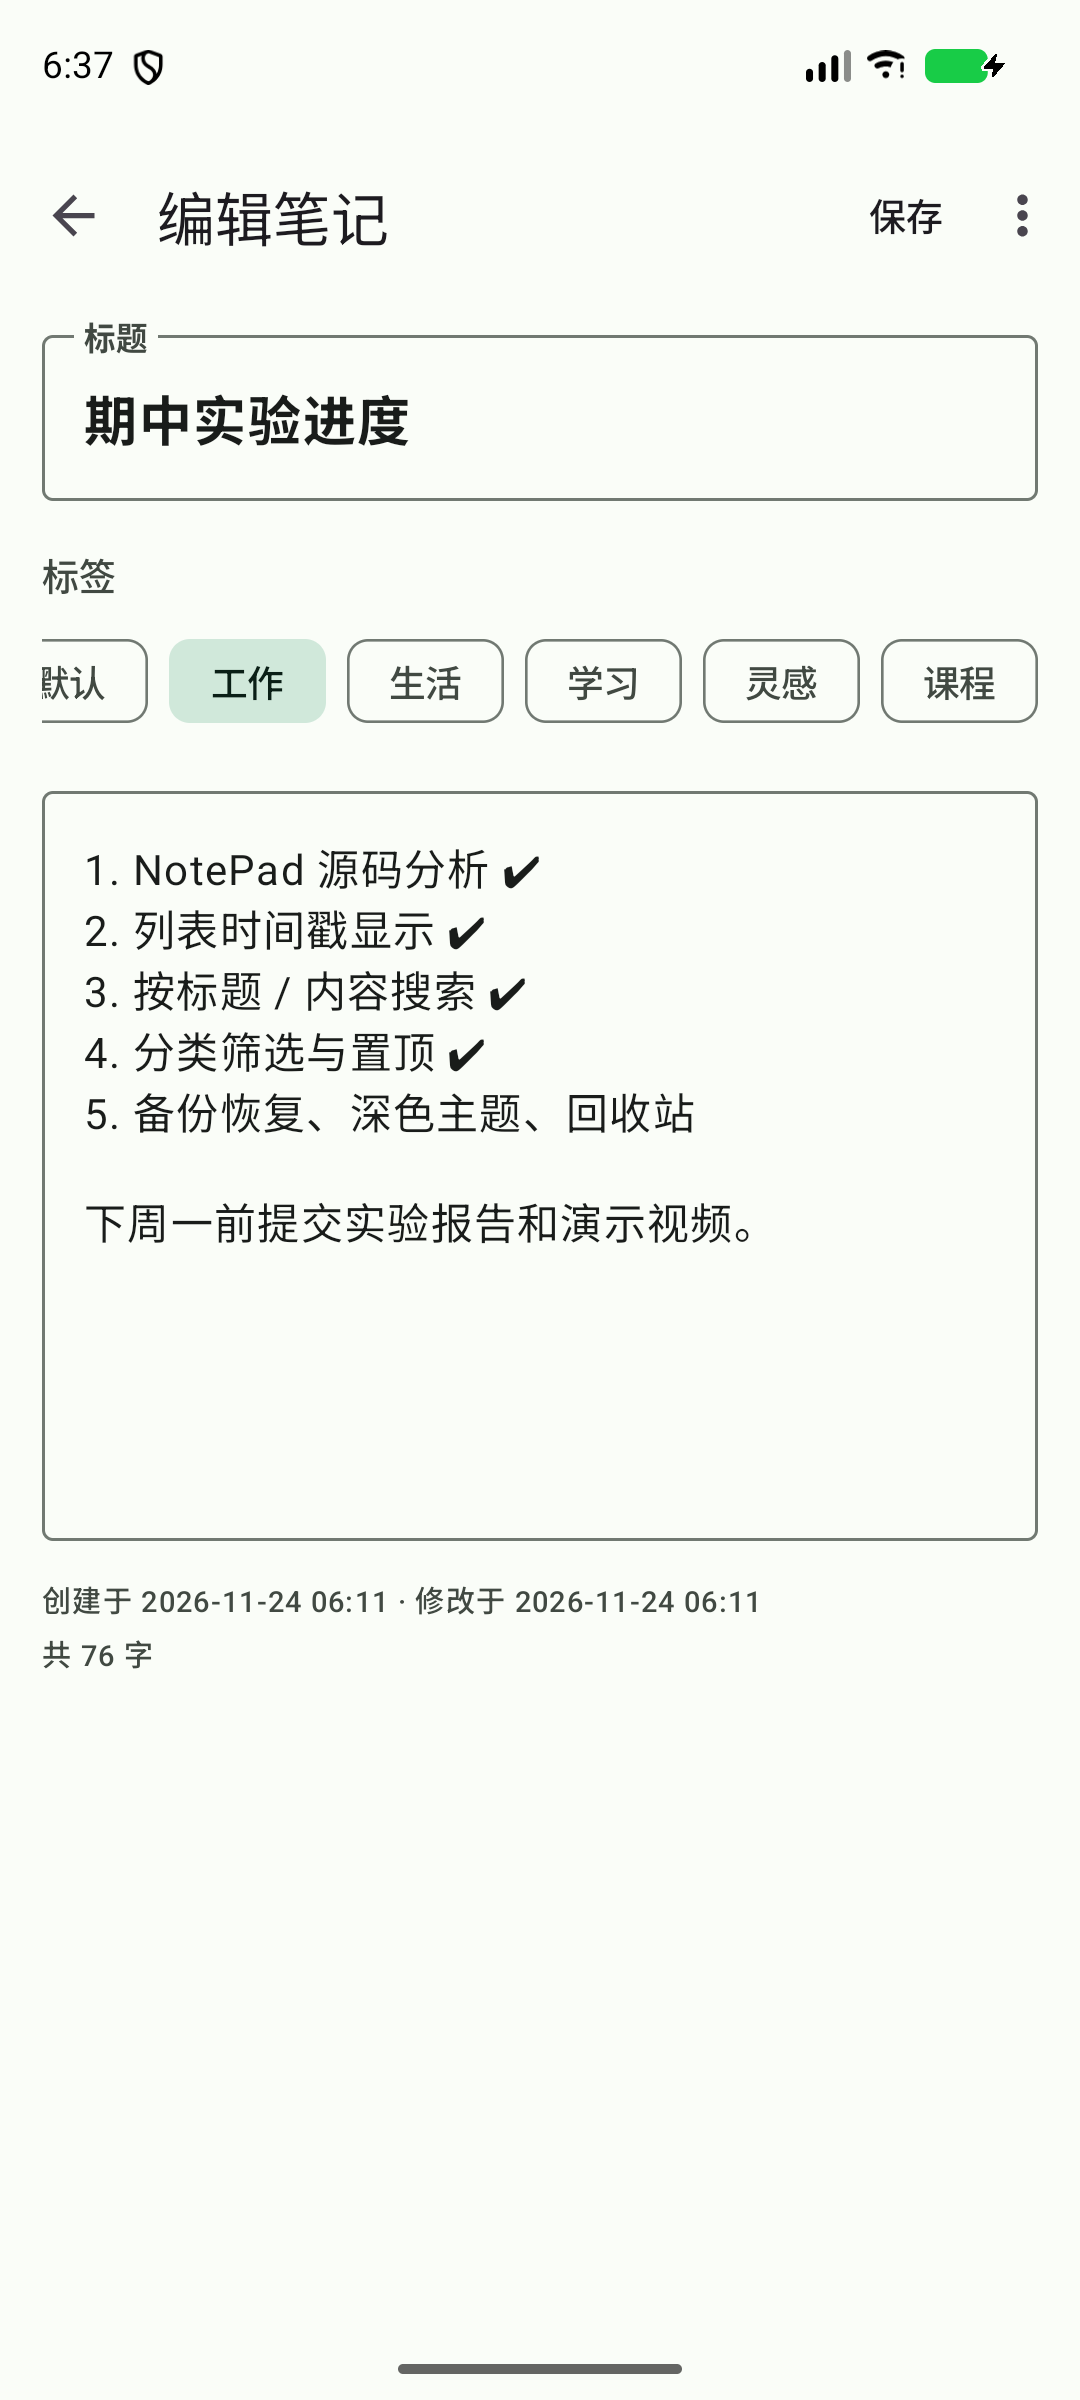 6:37
编辑笔记
保存
标题
期中实验进度
标签
默认 工作 生活 学习 灵感 课程
1. NotePad 源码分析 ✔
2. 列表时间戳显示 ✔
3. 按标题 / 内容搜索 ✔
4. 分类筛选与置顶 ✔
5. 备份恢复、深色主题、回收站
下周一前提交实验报告和演示视频。
创建于 2026-11-24 06:11 · 修改于 2026-11-24 06:11
共 76 字